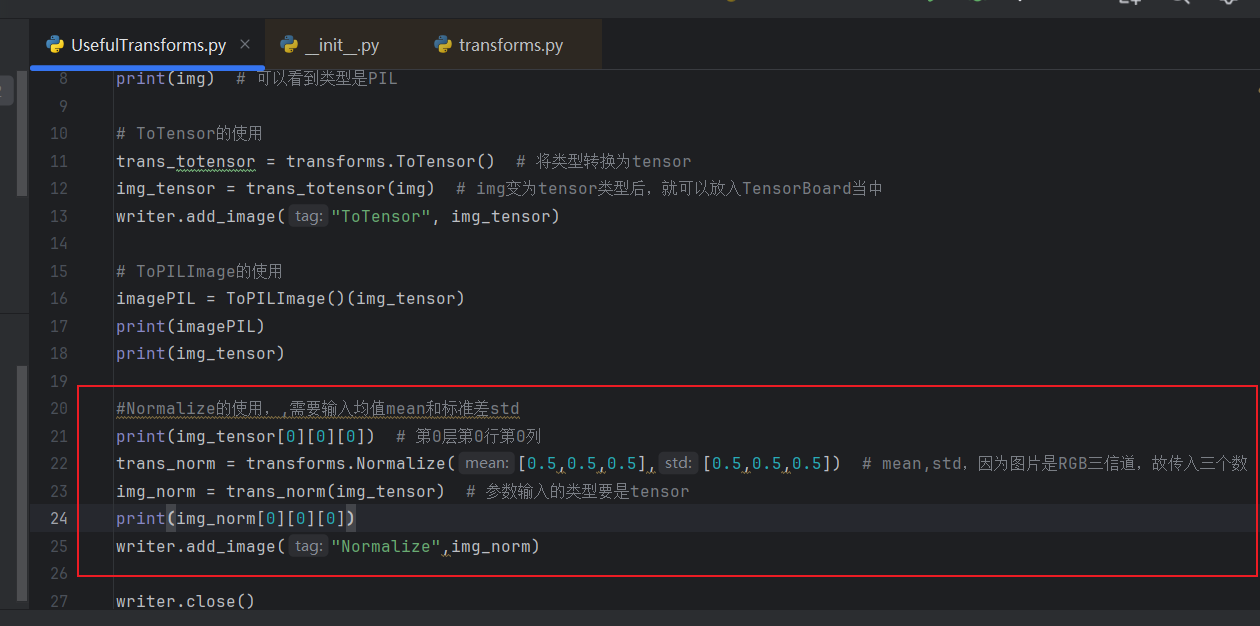 UsefulTransforms.py × __init__.py transforms.py
8 print(img)  # 可以看到类型是PIL
9
10 # ToTensor的使用
11 trans_totensor = transforms.ToTensor()  # 将类型转换为tensor
12 img_tensor = trans_totensor(img)  # img变为tensor类型后，就可以放入TensorBoard当中
13 writer.add_image( tag: "ToTensor", img_tensor)
14
15 # ToPILImage的使用
16 imagePIL = ToPILImage()(img_tensor)
17 print(imagePIL)
18 print(img_tensor)
19
20 #Normalize的使用，,需要输入均值mean和标准差std
21 print(img_tensor[0][0][0])  # 第0层第0行第0列
22 trans_norm = transforms.Normalize( mean: [0.5,0.5,0.5], std: [0.5,0.5,0.5])  # mean,std，因为图片是RGB三信道，故传入三个数
23 img_norm = trans_norm(img_tensor)  # 参数输入的类型要是tensor
24 print(img_norm[0][0][0])
25 writer.add_image( tag: "Normalize",img_norm)
26
27 writer.close()